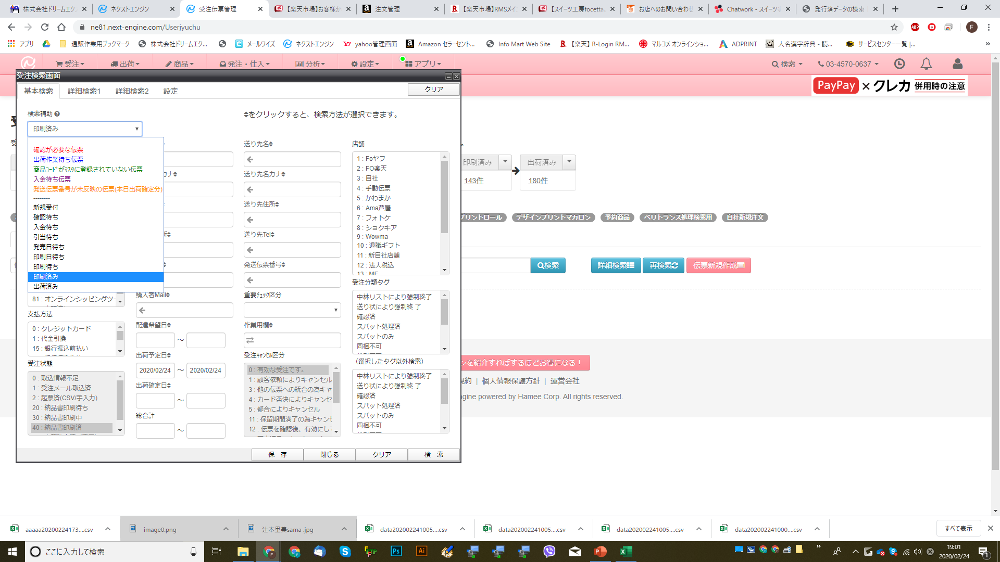 株式会社ドリームエク
ネクストエンジン
受注伝票管理
【楽天市場】お客様か
注文管理
【楽天市場】RMSメイン
【スイーツ工房focetta
お店へのお問い合わせ
Chatwork - スイーツ
発行済データの検索
ne81.next-engine.com/Userjyuchu
アプリ
通販作業用ブックマーク
株式会社ドリームエク...
メールワイズ
ネクストエンジン
yahoo管理画面
Amazon セラーセント...
Info Mart Web Site
【楽天】R-Login RM...
マルコメ オンラインショ...
ADPRINT
人名漢字辞典 - 読...
サービスセンター一覧 |...
受注
出荷
商品
発注・仕入
分析
設定
アプリ
検索
03-4570-0637
PayPay × クレカ 併用時の注意
受注検索画面
基本検索
詳細検索1
詳細検索2
設定
クリア
検索補助
をクリックすると、検索方法が選択できます。
印刷済み
確認が必要な伝票
出荷作業待ち伝票
商品ｺｰﾄﾞがﾏｽﾀに登録されていない伝票
入金待ち伝票
発送伝票番号が未反映の伝票(本日出荷確定分)
--------
新規受付
確認待ち
入金待ち
引当待ち
発売日待ち
印刷日待ち
印刷待ち
印刷済み
出荷済み
81 : オンラインシッピングツー
支払方法
0 : クレジットカード
1 : 代金引換
15 : 銀行振込前払い
受注状態
0 : 取込情報不足
1 : 受注メール取込済
2 : 起票済(CSV/手入力)
20 : 納品書印刷待ち
30 : 納品書印刷中
40 : 納品書印刷済
カナ
購入者Mail
配達希望日
～
出荷予定日
2020/02/24 ～ 2020/02/24
出荷確定日
～
総合計
～
送り先名
送り先名カナ
送り先住所
送り先Tel
発送伝票番号
重要ﾁｪｯｸ区分
作業用欄
受注ｷｬﾝｾﾙ区分
0 : 有効な受注です。
1 : 顧客依頼によりキャンセル
3 : 他の伝票への統合の為キャ
4 : カード否決によりキャンセ
5 : 都合によりキャンセル
11 : 保留期間満了の為キャンセ
12 : 伝票を確認後、有効にし
店舗
1 : Foヤフ
2 : FO楽天
3 : 自社
4 : 手動伝票
5 : かわまか
6 : Ama芦屋
7 : フォトケ
8 : ショクキア
9 : Wowma
10 : 退職ギフト
11 : 新自社店舗
12 : 法人税込
13 : MF
受注分類タグ
中林リストにより強制終了
送り状により強制終 了
確認済
スパット処理済
スパットのみ
同梱不可
（選択したタグ以外検索）
中林リストにより強制終了
送り状により強制終 了
確認済
スパット処理済
スパットのみ
同梱不可
保 存
閉じる
クリア
検 索
印刷済み
143件
出荷済み
180件
プリントロール
デザインプリントマカロン
予約商品
ベリトランス処理検索用
自社新規注文
検索
詳細検索
再検索
伝票新規作成
ンを紹介すればするほどお得になる！
規約 | 個人情報保護方針 | 運営会社
ngine powered by Hamee Corp. All rights reserved.
aaaaa20200224173....csv
image0.png
辻本里美sama .jpg
data202002241005....csv
data202002241005....csv
data202002241005....csv
data202002241000....csv
すべて表示
ここに入力して検索
19:01
2020/02/24